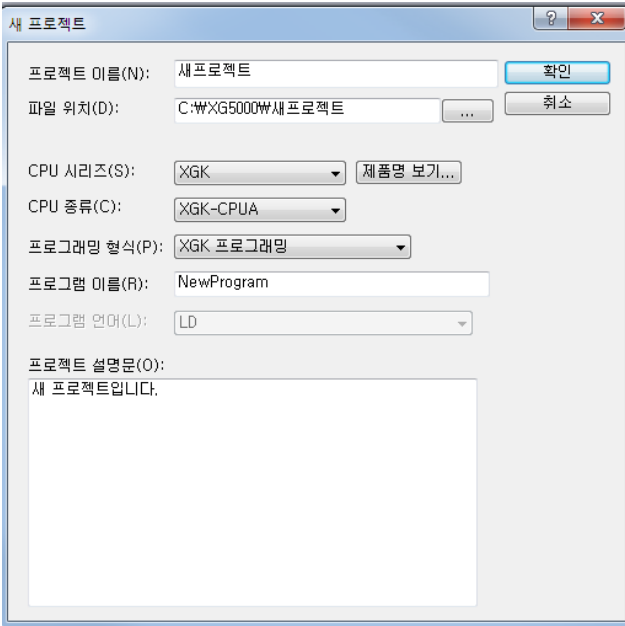 새 프로젝트
?
X
프로젝트 이름(N): 새프로젝트 확인
파일 위치(D): C:₩XG5000₩새프로젝트 ... 취소
CPU 시리즈(S): XGK 제품명 보기...
CPU 종류(C): XGK-CPUA
프로그래밍 형식(P): XGK 프로그래밍
프로그램 이름(R): NewProgram
프로그램 언어(L): LD
프로젝트 설명문(O):
새 프로젝트입니다.